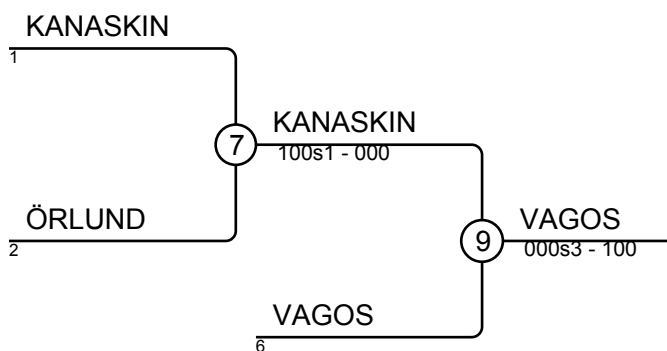 KANASKIN
1
7
KANASKIN
100s1 - 000
ÖRLUND
2
9
VAGOS
000s3 - 100
VAGOS
6